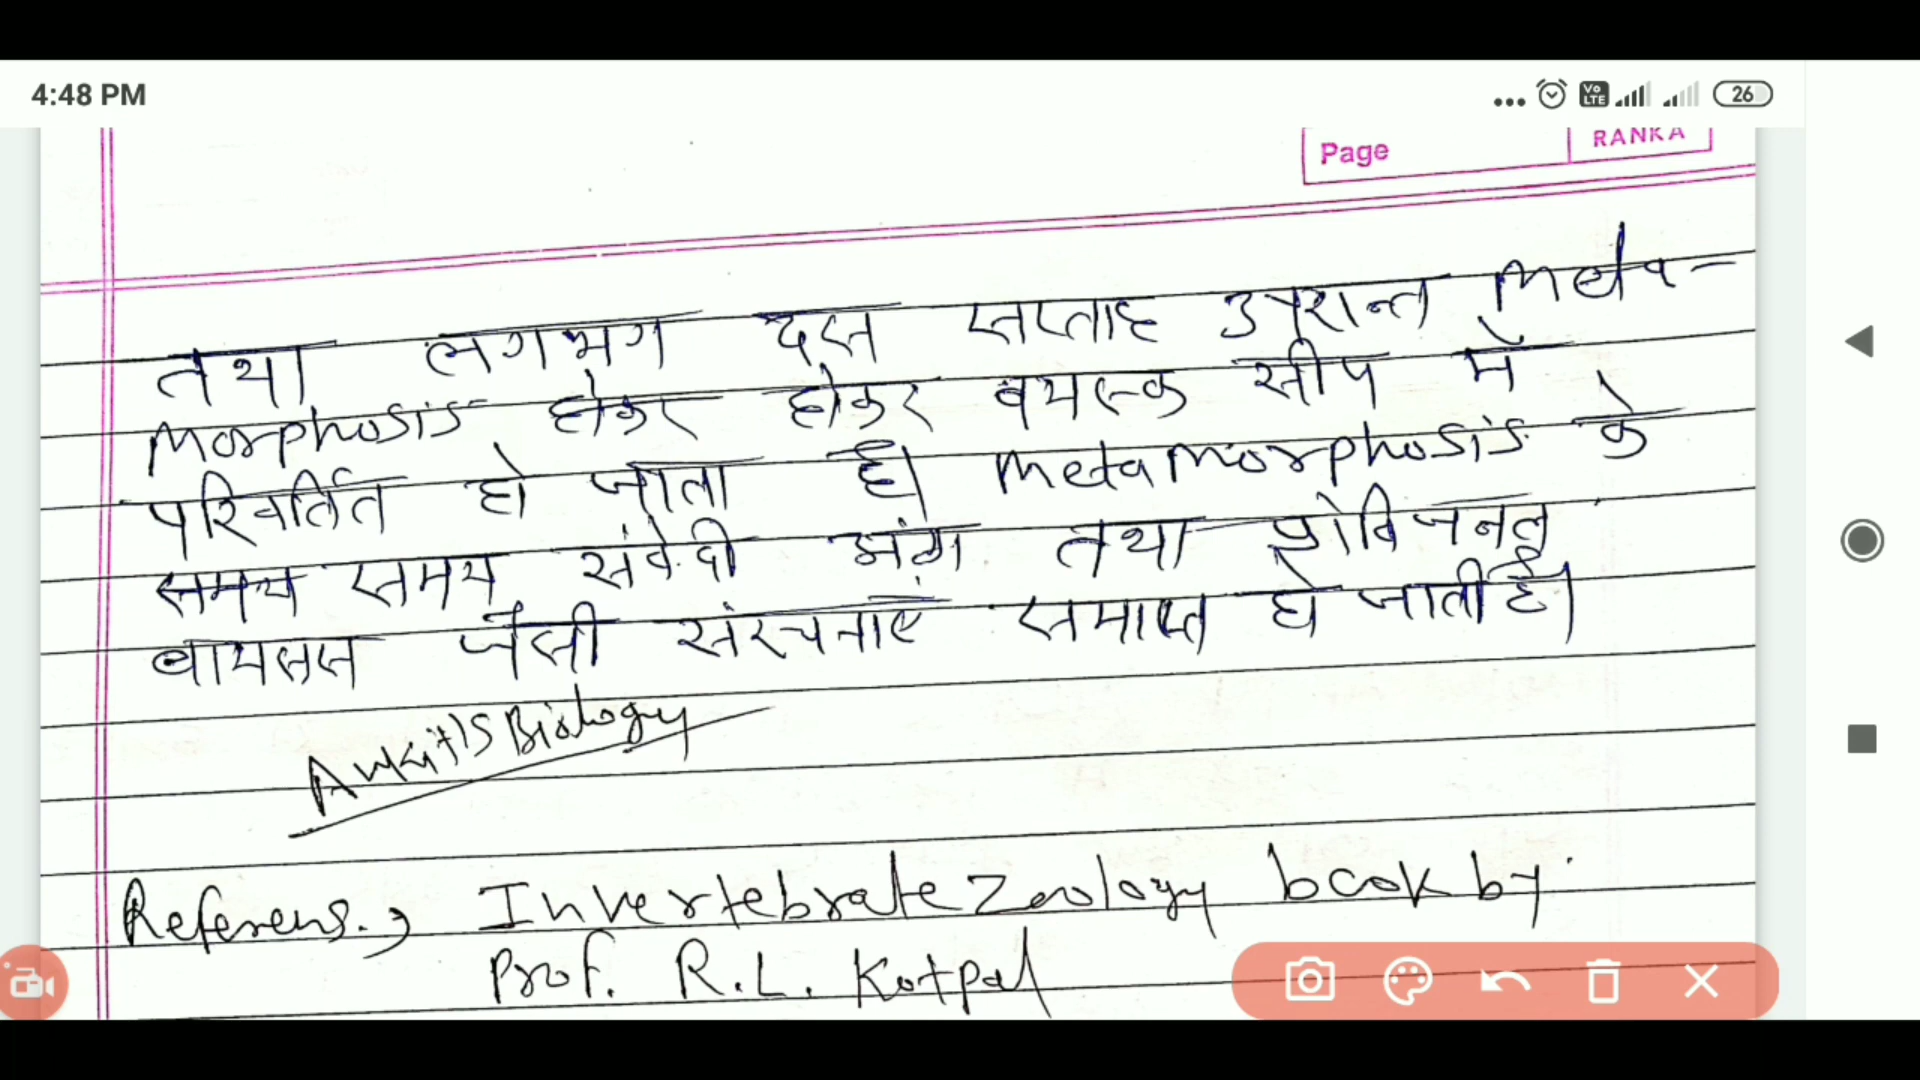 4:48 PM
26
Page RANKA
तथा लगभग दस सप्ताह उपरान्त Meta-
morphosis होकर होकर वयस्क सीप में
परिवर्तित हो जाता है। Metamorphosis के
समय समय संवेदी अंग तथा प्रोविजनल
बायसस जैसी संरचनाएं समाप्त हो जाती है।
Ankit's Biology
Referens. → Invertebrate Zoology book by
Prof. R.L. Kotpal